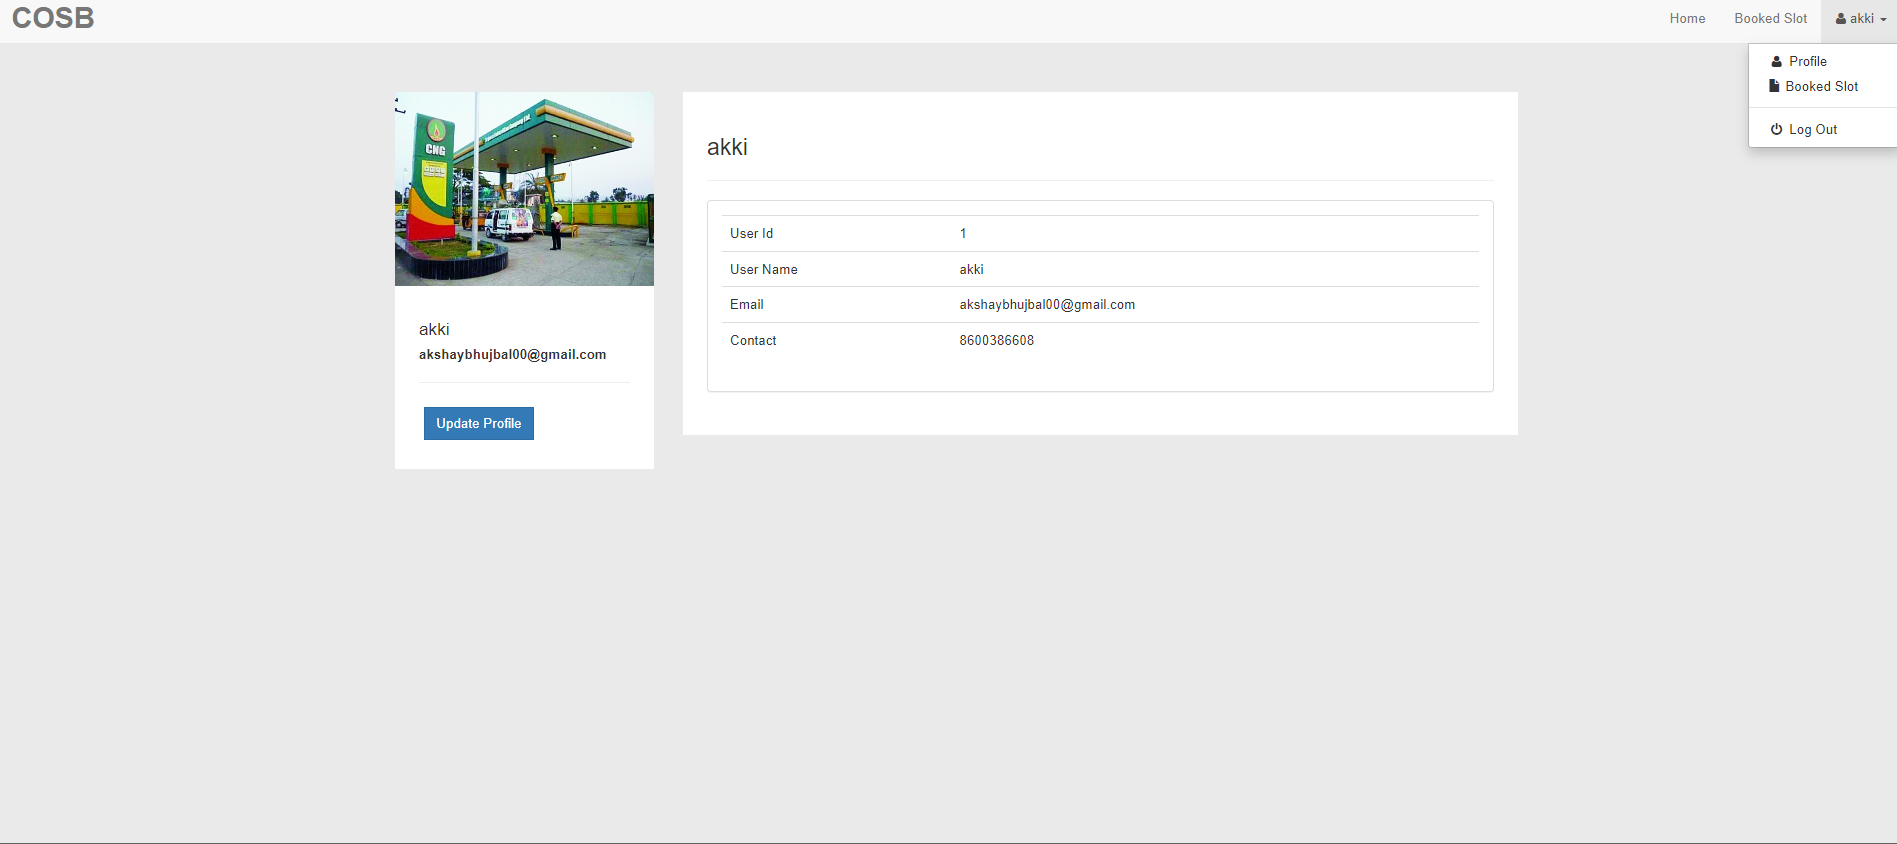 COSB
Home
Booked Slot
akki
Profile
Booked Slot
Log Out
CNG
akki
akshaybhujbal00@gmail.com
Update Profile
akki
User Id 1
User Name akki
Email akshaybhujbal00@gmail.com
Contact 8600386608